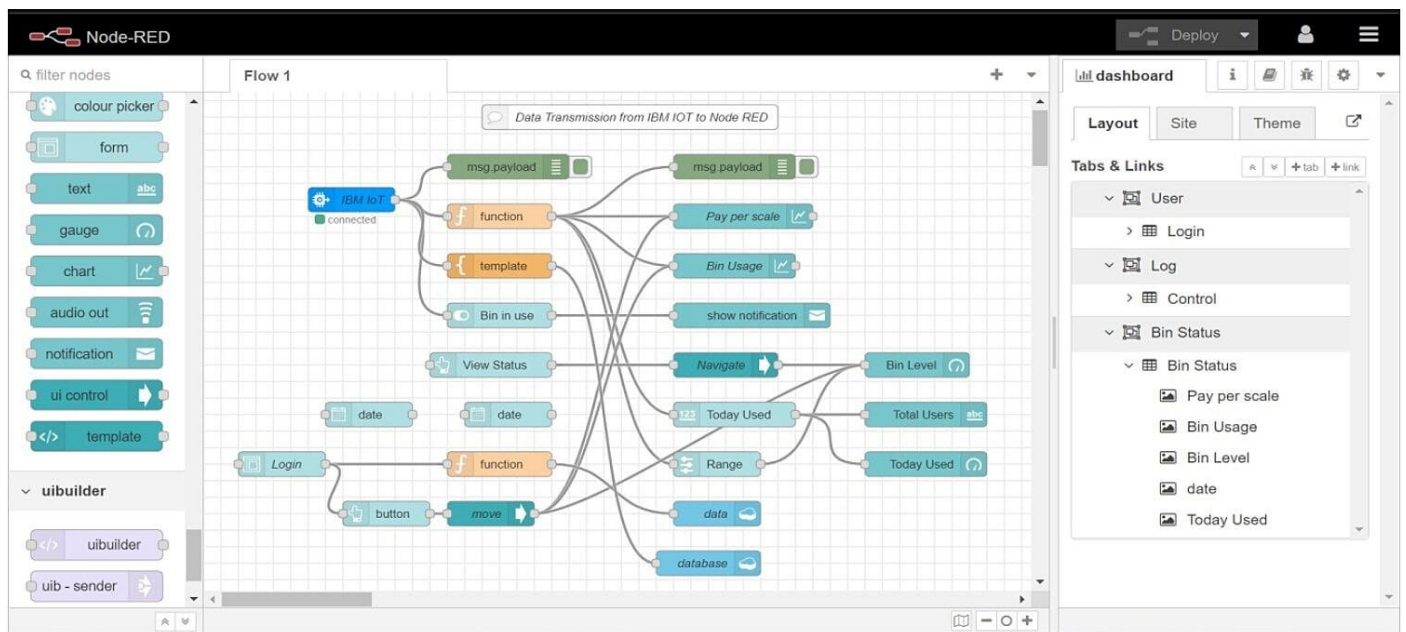 Node-RED
Deploy
filter nodes
colour picker
form
text
abc
gauge
chart
audio out
notification
ui control
</> template
uibuilder
</> uibuilder
uib - sender
Flow 1
Data Transmission from IBM IOT to Node RED
msg.payload
msg.payload
IBM IoT
connected
f function
Pay per scale
{ template
Bin Usage
Bin in use
show notification
View Status
Navigate
Bin Level
date
date
123 Today Used
Total Users abc
Login
f function
Range
Today Used
button
move
data
database
dashboard
i
Layout
Site
Theme
Tabs & Links
+ tab
+ link
User
Login
Log
Control
Bin Status
Bin Status
Pay per scale
Bin Usage
Bin Level
date
Today Used